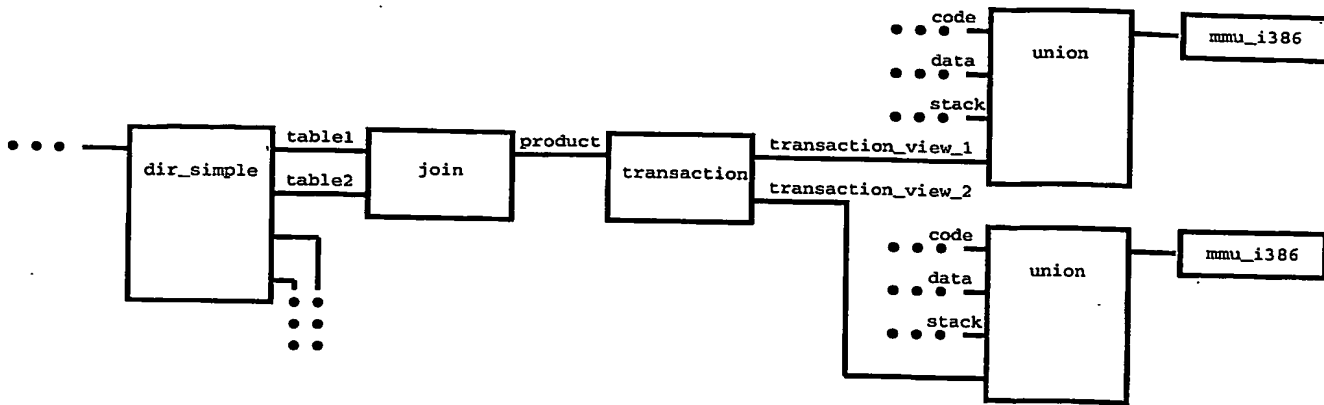 code
data
stack
union
mmu_i386
dir_simple
table1
table2
join
product
transaction
transaction_view_1
transaction_view_2
code
data
stack
union
mmu_i386